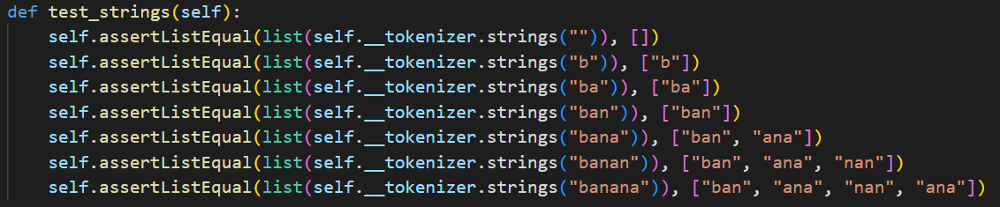 def test_strings(self):
    self.assertListEqual(list(self.__tokenizer.strings("")), [])
    self.assertListEqual(list(self.__tokenizer.strings("b")), ["b"])
    self.assertListEqual(list(self.__tokenizer.strings("ba")), ["ba"])
    self.assertListEqual(list(self.__tokenizer.strings("ban")), ["ban"])
    self.assertListEqual(list(self.__tokenizer.strings("bana")), ["ban", "ana"])
    self.assertListEqual(list(self.__tokenizer.strings("banan")), ["ban", "ana", "nan"])
    self.assertListEqual(list(self.__tokenizer.strings("banana")), ["ban", "ana", "nan", "ana"])